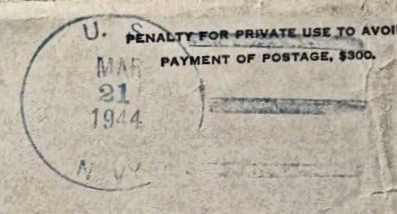 U. S
PENALTY FOR PRIVATE USE TO AVOI
PAYMENT OF POSTAGE, $300.
MAR
21
1944